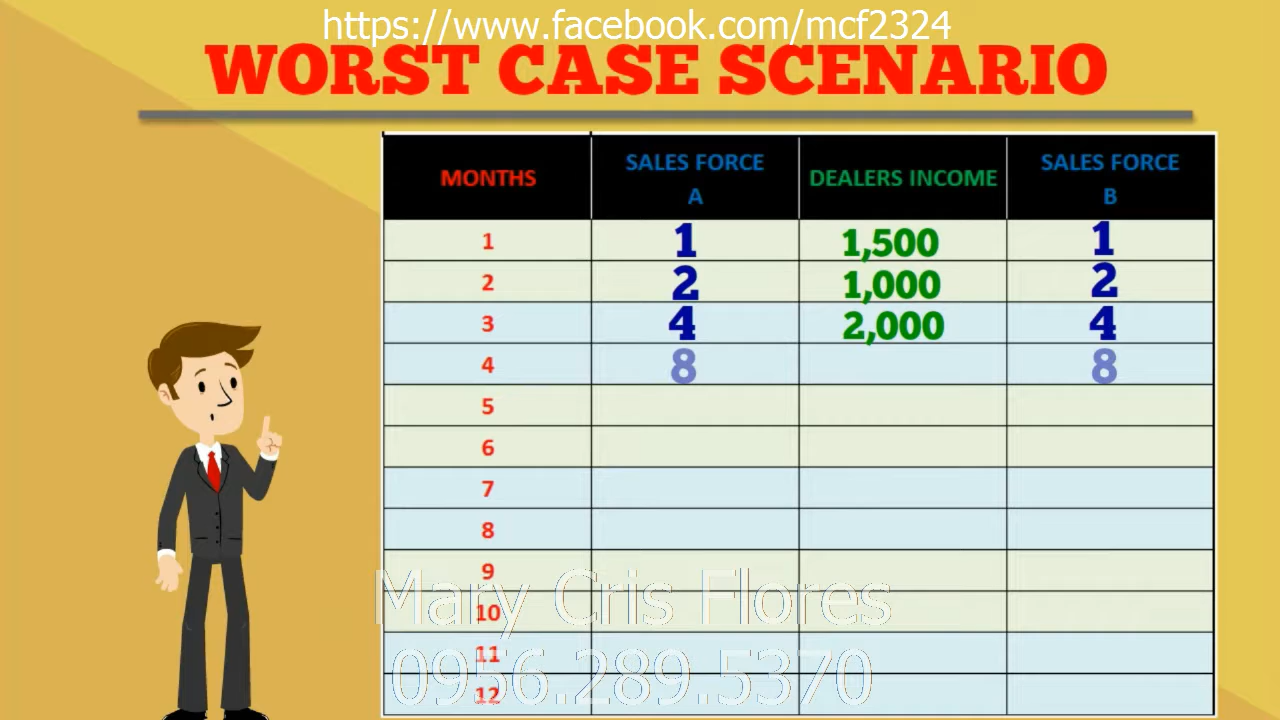 https://www.facebook.com/mcf2324
WORST CASE SCENARIO
MONTHS SALES FORCE A DEALERS INCOME SALES FORCE B
1 1 1,500 1
2 2 1,000 2
3 4 2,000 4
4 8 8
5
6
7
8
9
Mary Cris Flores
10
11
0956.289.5370
12